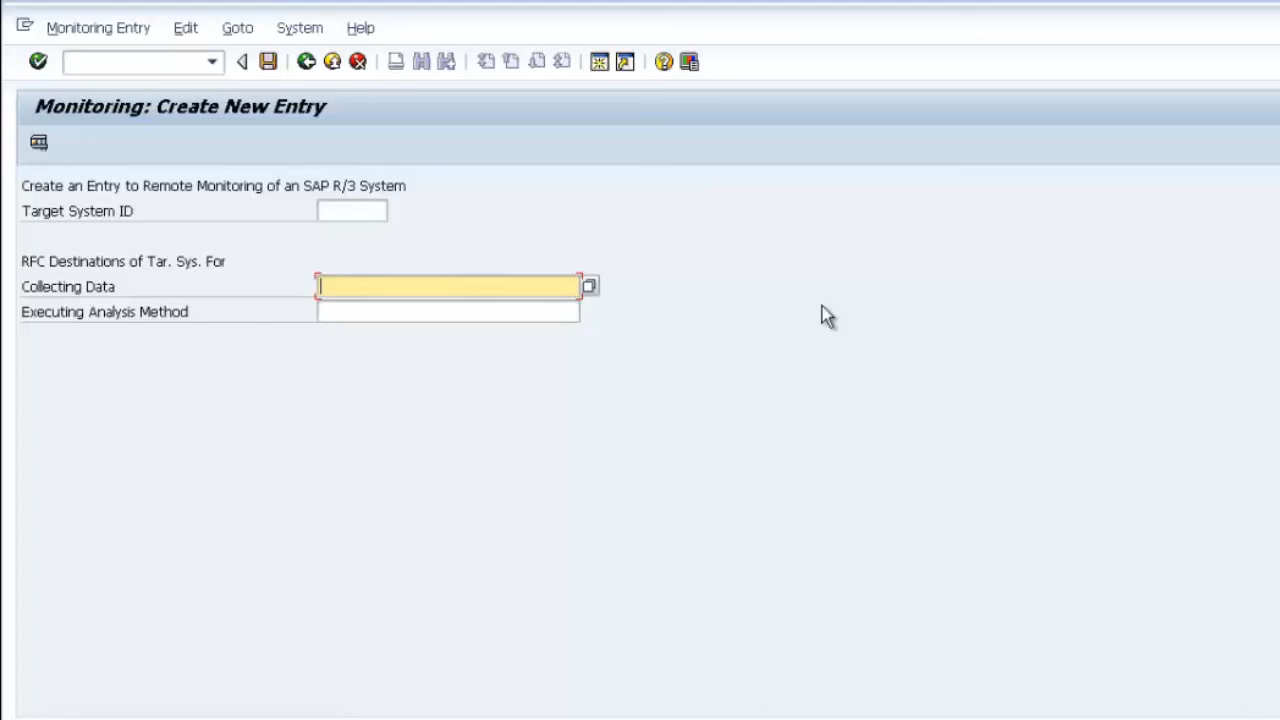 Monitoring Entry Edit Goto System Help
Monitoring: Create New Entry
Create an Entry to Remote Monitoring of an SAP R/3 System
Target System ID
RFC Destinations of Tar. Sys. For
Collecting Data
Executing Analysis Method